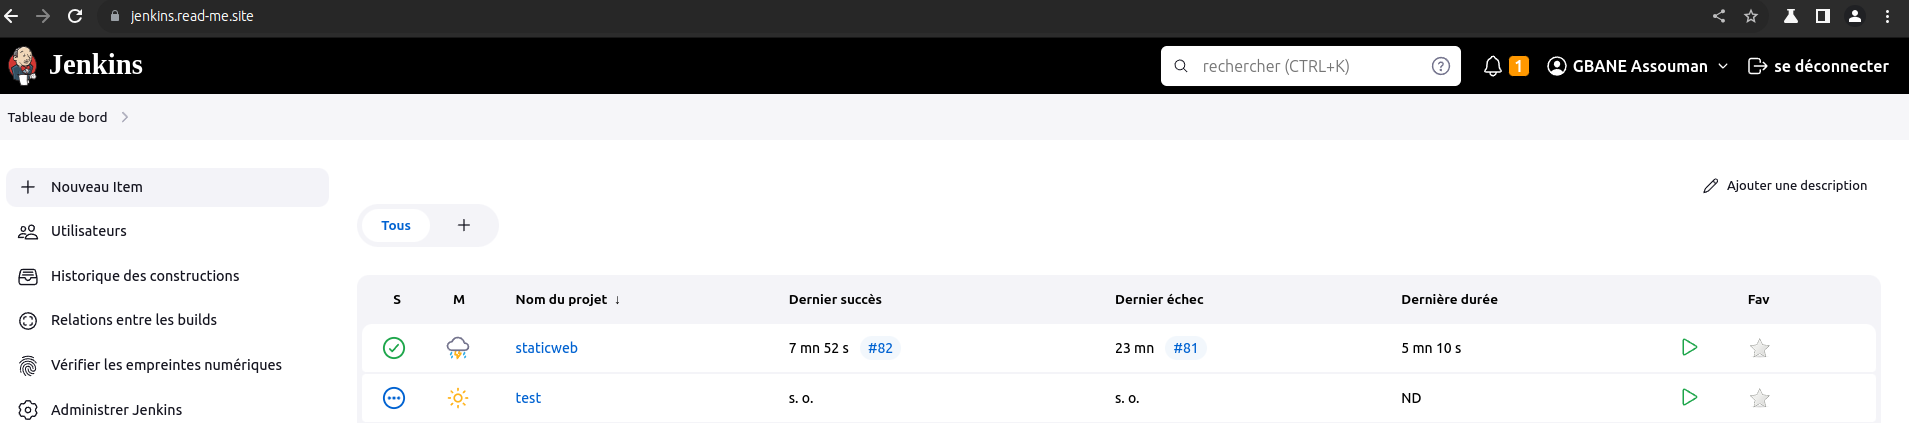 jenkins.read-me.site
Jenkins
rechercher (CTRL+K)
?
1
GBANE Assouman
se déconnecter
Tableau de bord
Nouveau Item
Ajouter une description
Utilisateurs
Tous +
Historique des constructions
S M Nom du projet ↓ Dernier succès Dernier échec Dernière durée Fav
Relations entre les builds
staticweb 7 mn 52 s #82 23 mn #81 5 mn 10 s
Vérifier les empreintes numériques
test s. o. s. o. ND
Administrer Jenkins